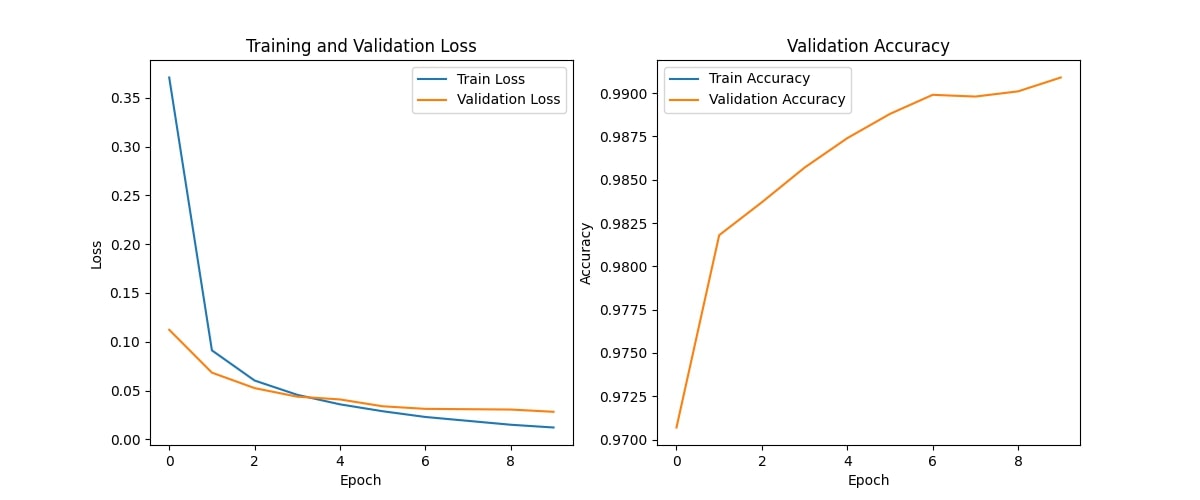 Training and Validation Loss
Train Loss
Validation Loss
0.35
0.30
0.25
0.20
0.15
0.10
0.05
0.00
Loss
0
2
4
6
8
Epoch
Validation Accuracy
Train Accuracy
Validation Accuracy
0.9900
0.9875
0.9850
0.9825
0.9800
0.9775
0.9750
0.9725
0.9700
Accuracy
0
2
4
6
8
Epoch